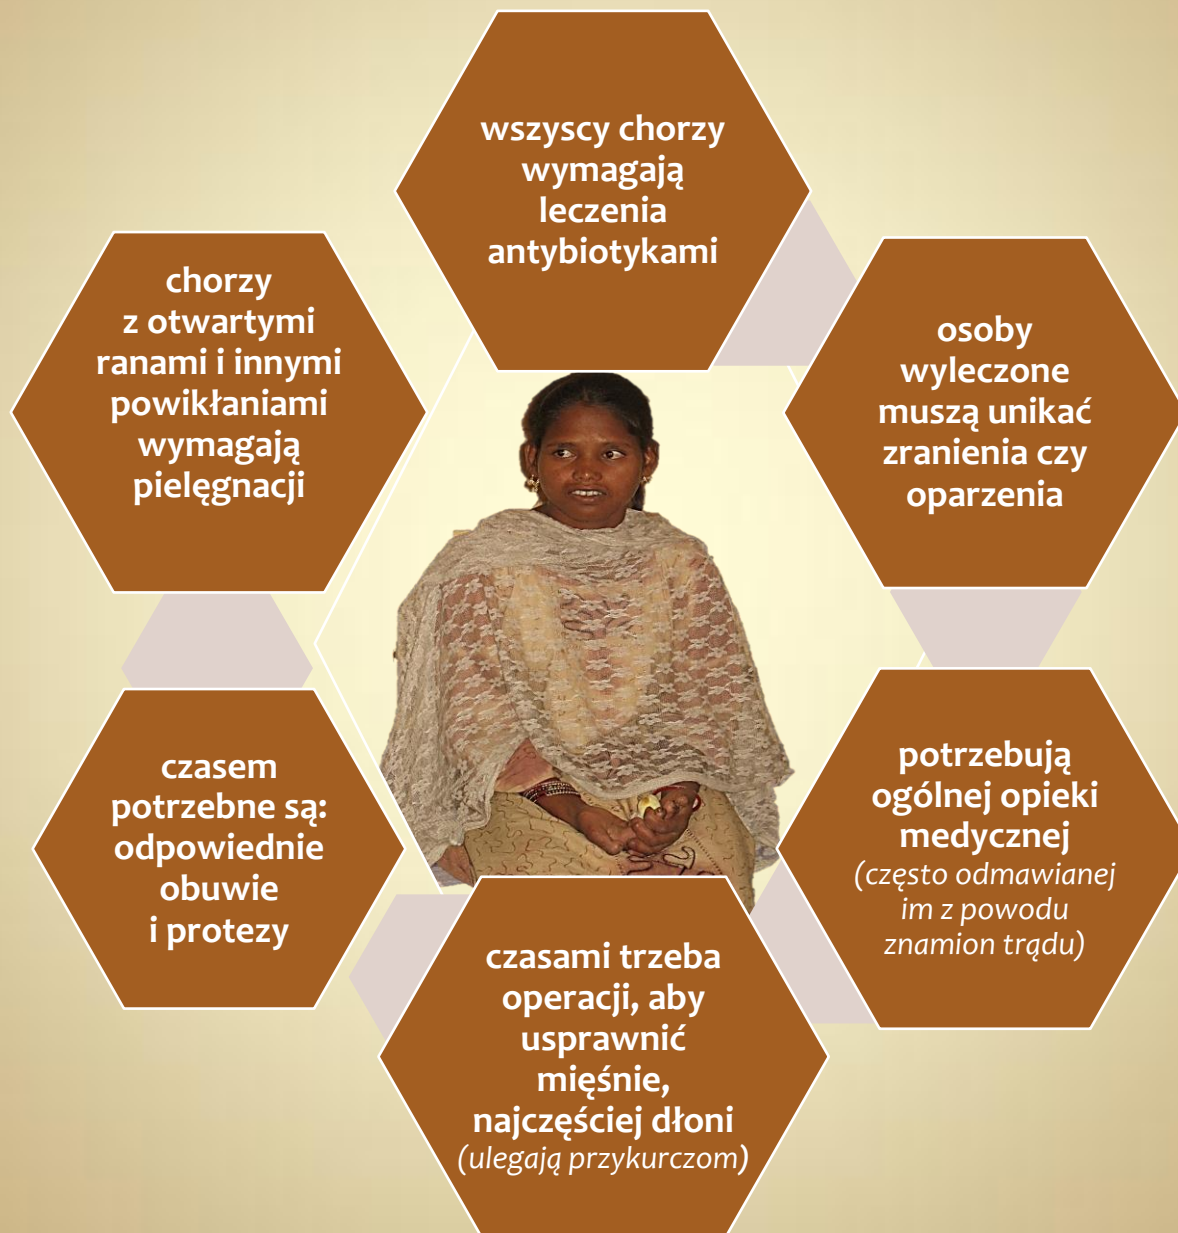 wszyscy chorzy
wymagają
leczenia
antybiotykami
osoby
wyleczone
muszą unikać
zranienia czy
oparzenia
potrzebują
ogólnej opieki
medycznej
(często odmawianej
im z powodu
znamion trądu)
czasami trzeba
operacji, aby
usprawnić
mięśnie,
najczęściej dłoni
(ulegają przykurczom)
czasem
potrzebne są:
odpowiednie
obuwie
i protezy
chorzy
z otwartymi
ranami i innymi
powikłaniami
wymagają
pielęgnacji